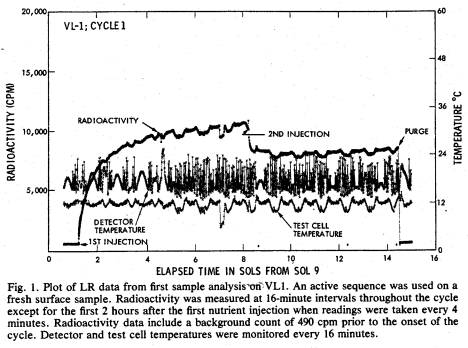 20,000
VL-1; CYCLE 1
60
15,000
48
RADIOACTIVITY
36
10,000
2ND INJECTION
PURGE
24
5,000
12
DETECTOR
TEMPERATURE
TEST CELL
TEMPERATURE
1ST INJECTION
0
0
0 2 4 6 8 10 12 14 16
RADIOACTIVITY (CPM)
TEMPERATURE °C
ELAPSED TIME IN SOLS FROM SOL 9
Fig. 1. Plot of LR data from first sample analysis on VL1. An active sequence was used on a
fresh surface sample. Radioactivity was measured at 16-minute intervals throughout the cycle
except for the first 2 hours after the first nutrient injection when readings were taken every 4
minutes. Radioactivity data include a background count of 490 cpm prior to the onset of the
cycle. Detector and test cell temperatures were monitored every 16 minutes.